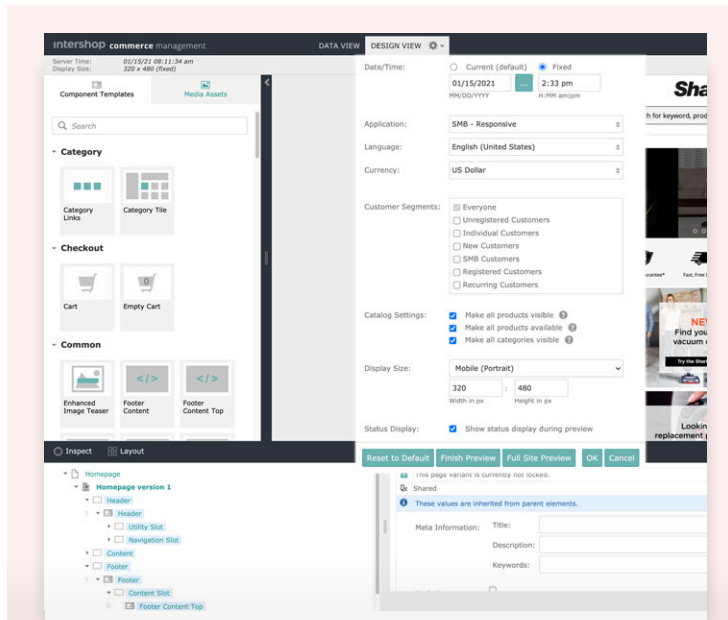 intershop commerce management
DATA VIEW
DESIGN VIEW
Server Time: 01/15/21 08:11:34 am
Display Size: 320 x 480 (fixed)
Component Templates
Media Assets
Search
Category
Category Links
Category Tile
Checkout
Cart
0
Empty Cart
Common
Enhanced Image Teaser
</>
Footer Content
</>
Footer Content Top
Date/Time:
Current (default)
Fixed
01/15/2021
...
2:33 pm
MM/DD/YYYY
H:MM am|pm
Application:
SMB - Responsive
Language:
English (United States)
Currency:
US Dollar
Customer Segments:
Everyone
Unregistered Customers
Individual Customers
New Customers
SMB Customers
Registered Customers
Recurring Customers
Catalog Settings:
Make all products visible ?
Make all products available ?
Make all categories visible ?
Display Size:
Mobile (Portrait)
320 : 480
Width in px
Height in px
Status Display:
Show status display during preview
Reset to Default
Finish Preview
Full Site Preview
OK
Cancel
Sha
h for keyword, prod
Fast, Free
NE
Find you
vacuum
Try the
Lookin
replacement
Inspect
Layout
Homepage
Homepage version 1
Header
Header
Utility Slot
Navigation Slot
Content
Footer
Footer
Content Slot
Footer Content Top
This page variant is currently not locked.
Shared
These values are inherited from parent elements.
Meta Information:
Title:
Description:
Keywords: